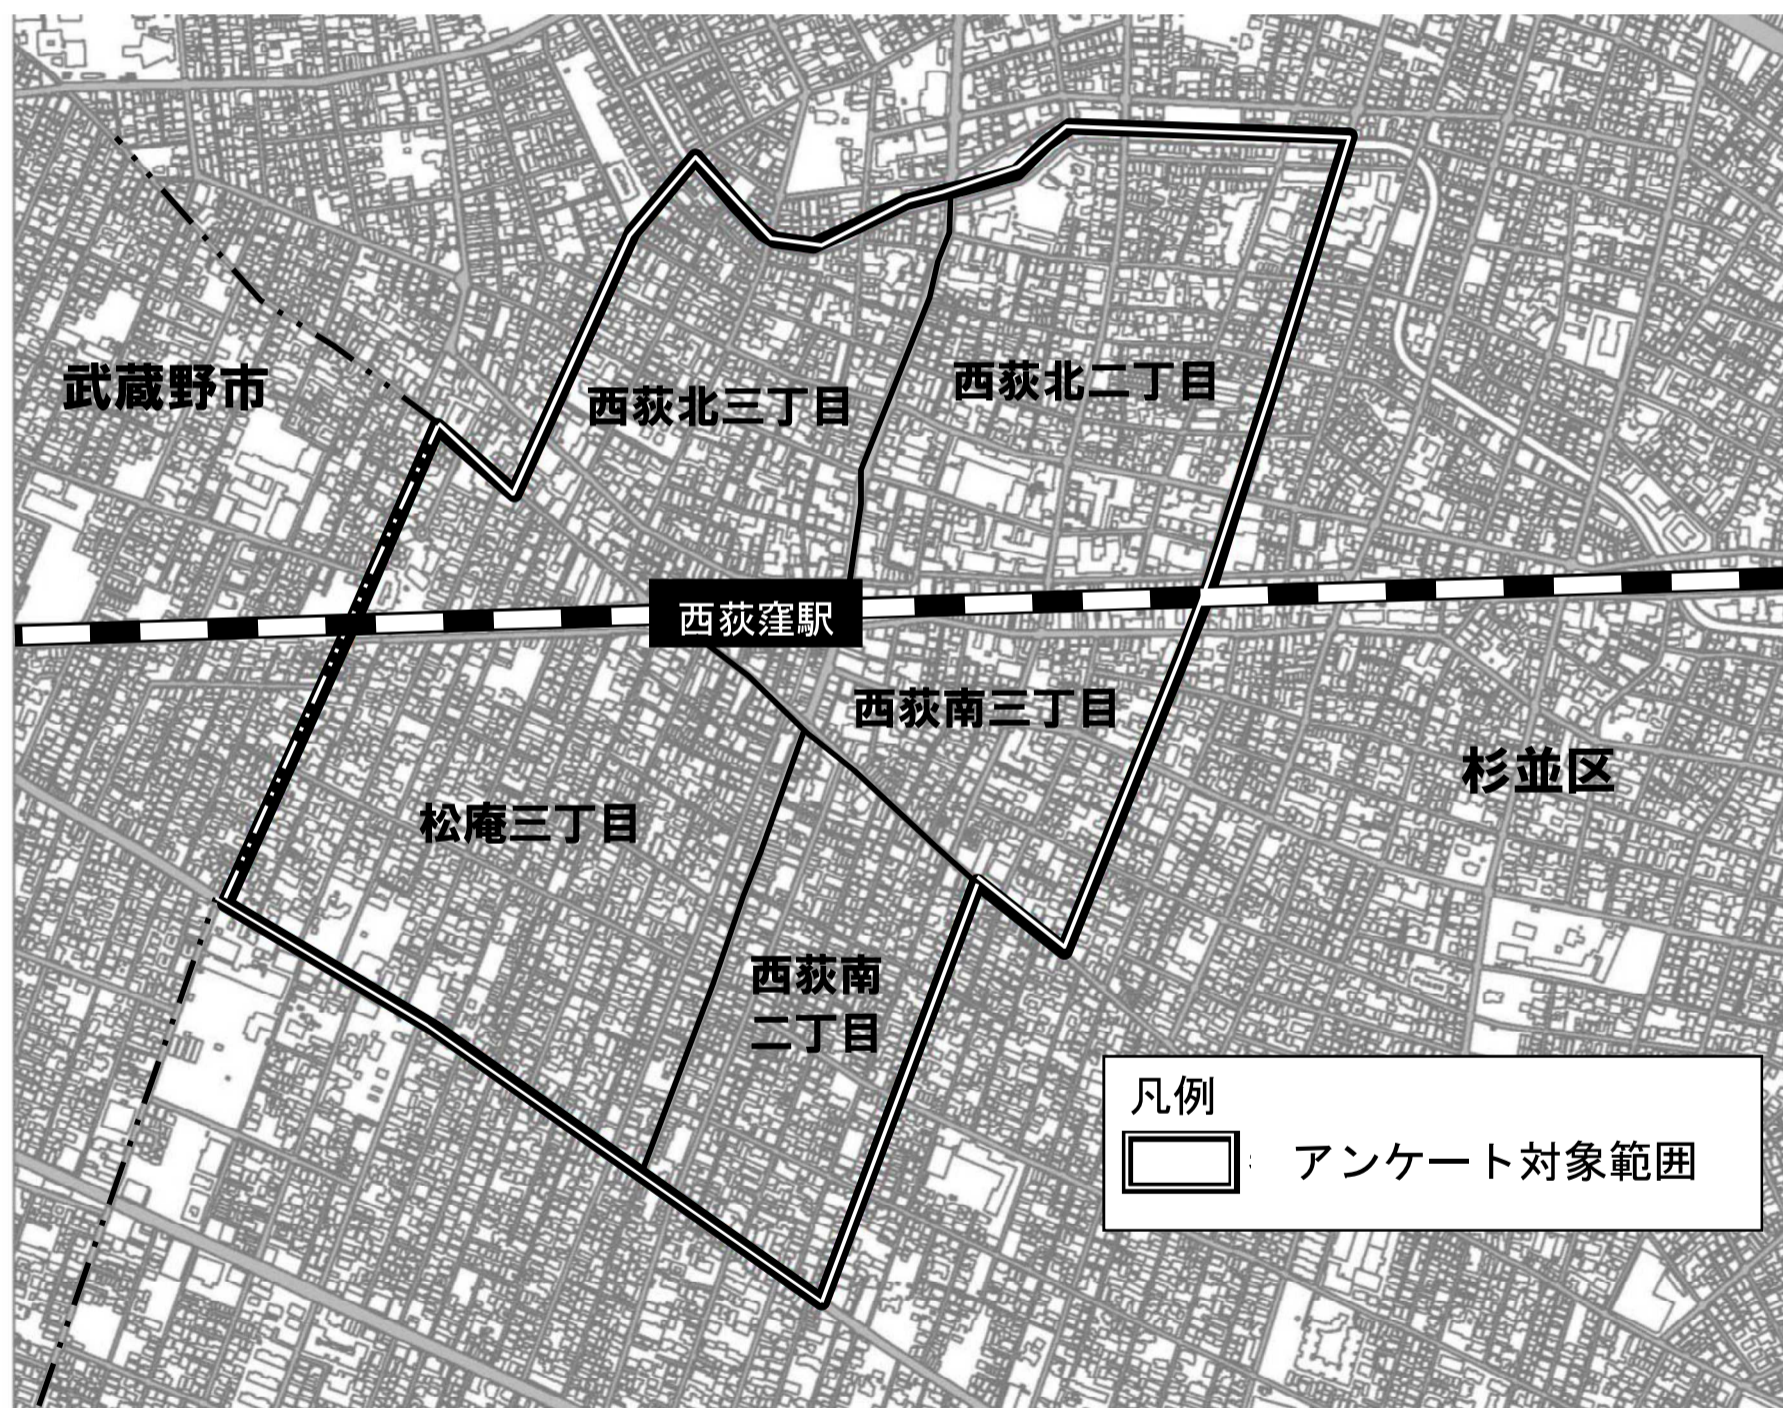 武蔵野市
西荻北三丁目
西荻北二丁目
西荻窪駅
西荻南三丁目
杉並区
松庵三丁目
西荻南
二丁目
凡例
アンケート対象範囲